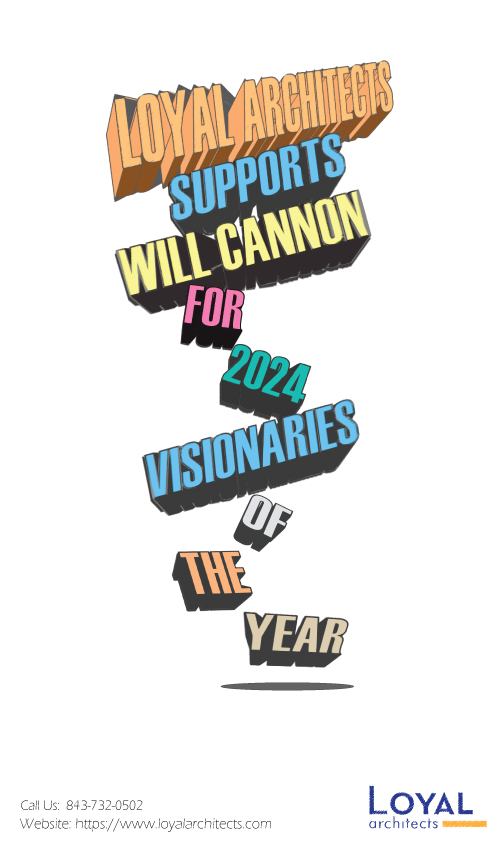 LOYAL ARCHITECTS
SUPPORTS
WILL CANNON
FOR
2024
VISIONARIES
OF
THE
YEAR
Call Us: 843-732-0502
Website: https://www.loyalarchitects.com
LOYAL
architects